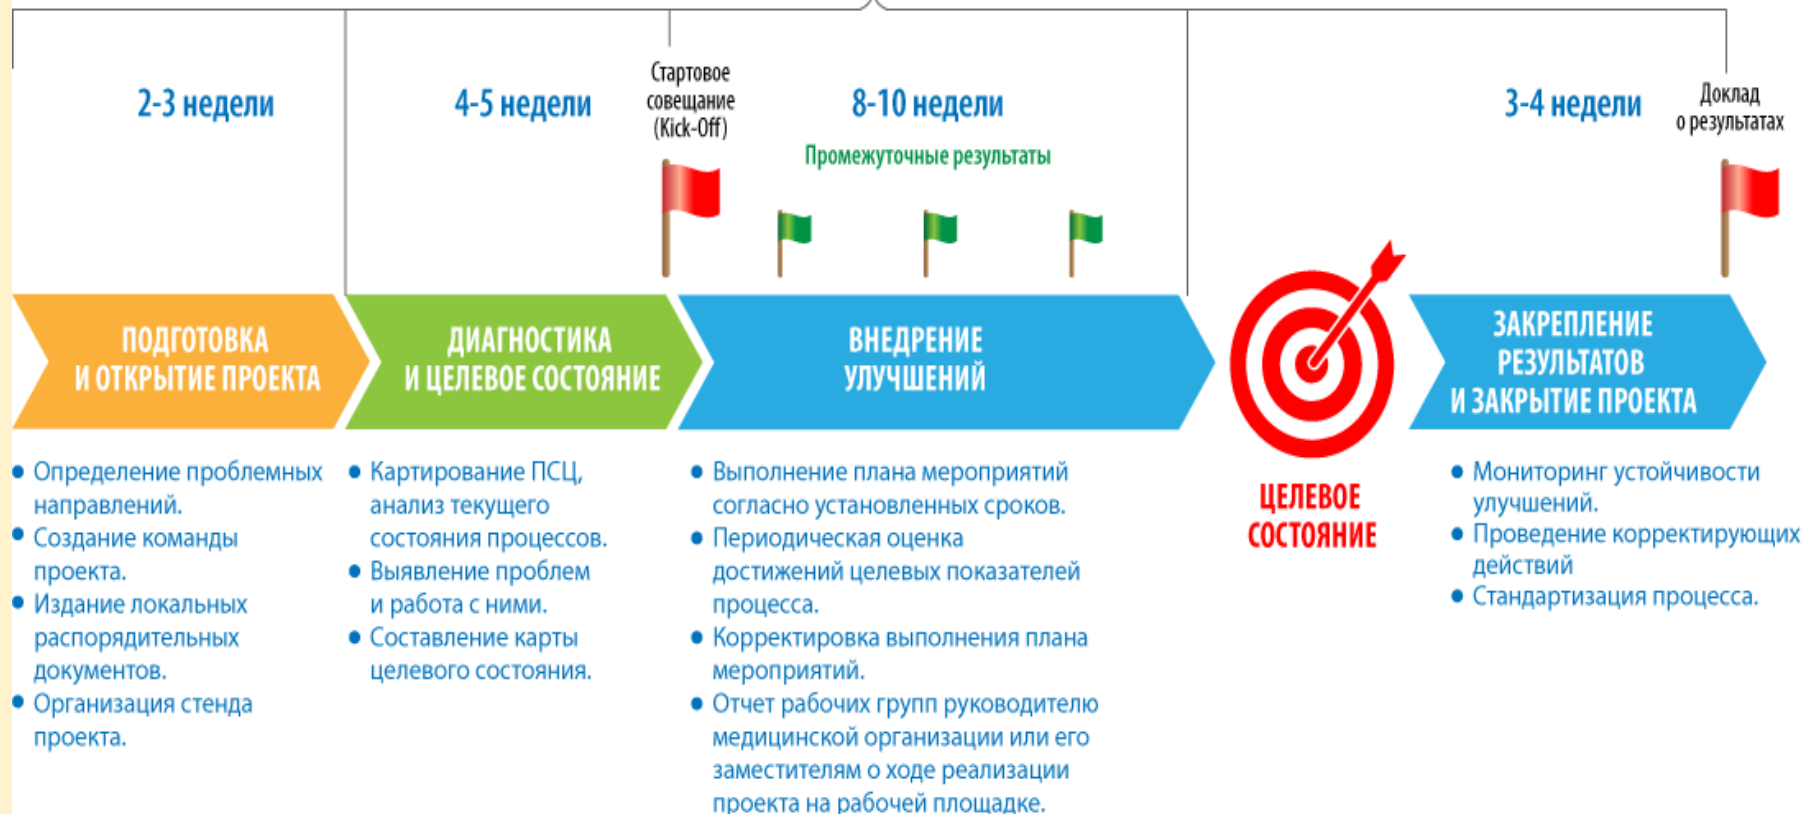 2-3 недели
4-5 недели
Стартовое
совещание
(Kick-Off)
8-10 недели
Промежуточные результаты
3-4 недели
Доклад
о результатах
ПОДГОТОВКА
И ОТКРЫТИЕ ПРОЕКТА
ДИАГНОСТИКА
И ЦЕЛЕВОЕ СОСТОЯНИЕ
ВНЕДРЕНИЕ
УЛУЧШЕНИЙ
ЗАКРЕПЛЕНИЕ
РЕЗУЛЬТАТОВ
И ЗАКРЫТИЕ ПРОЕКТА
• Определение проблемных
направлений.
• Создание команды
проекта.
• Издание локальных
распорядительных
документов.
• Организация стенда
проекта.
• Картирование ПСЦ,
анализ текущего
состояния процессов.
• Выявление проблем
и работа с ними.
• Составление карты
целевого состояния.
• Выполнение плана мероприятий
согласно установленных сроков.
• Периодическая оценка
достижений целевых показателей
процесса.
• Корректировка выполнения плана
мероприятий.
• Отчет рабочих групп руководителю
медицинской организации или его
заместителям о ходе реализации
проекта на рабочей площадке.
ЦЕЛЕВОЕ
СОСТОЯНИЕ
• Мониторинг устойчивости
улучшений.
• Проведение корректирующих
действий
• Стандартизация процесса.